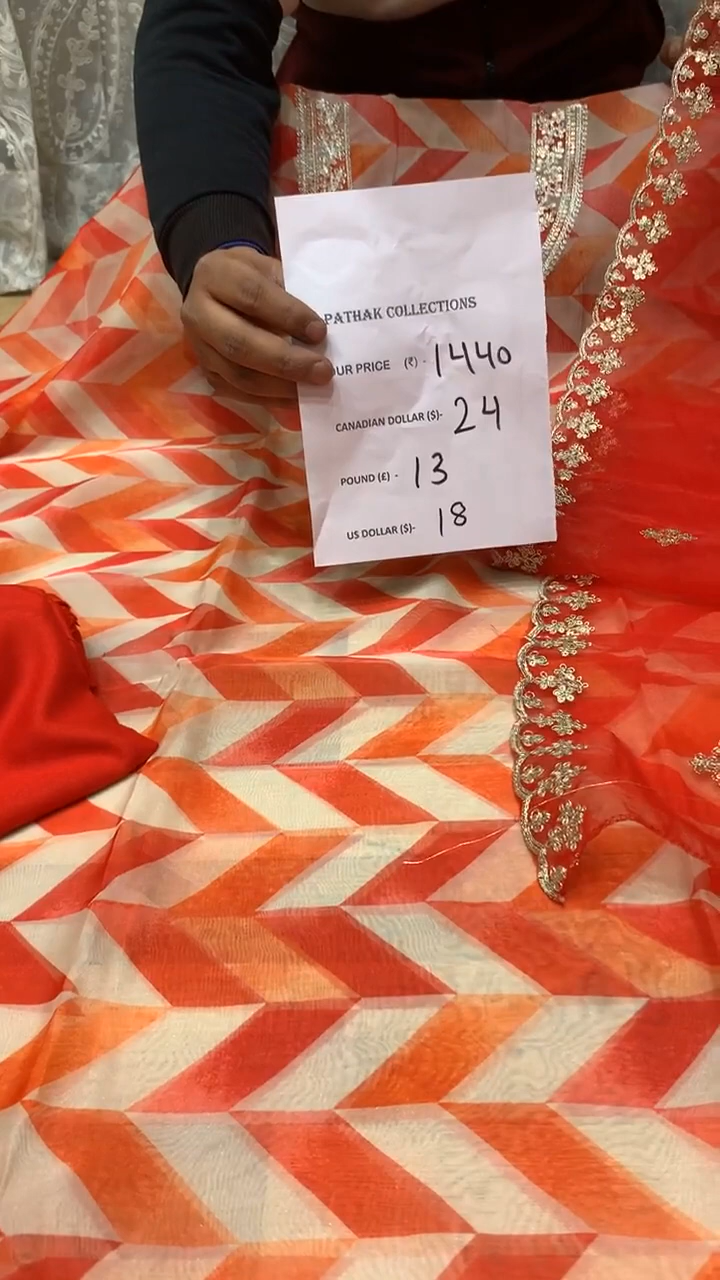 PATHAK COLLECTIONS
UR PRICE (₹) - 1440
CANADIAN DOLLAR ($)- 24
POUND (£) - 13
US DOLLAR ($)- 18